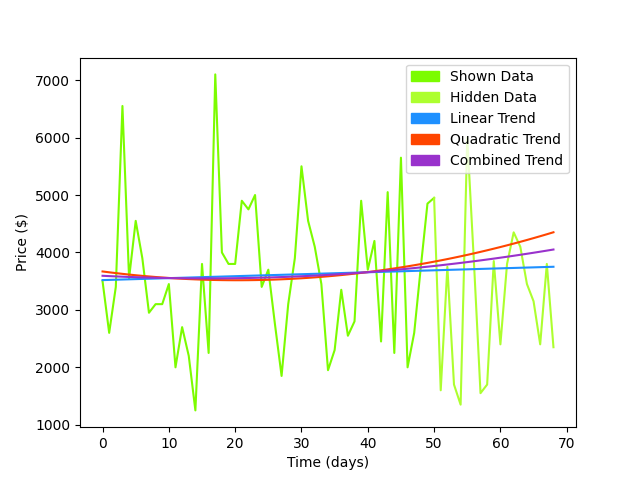 Shown Data
Hidden Data
Linear Trend
Quadratic Trend
Combined Trend
7000
6000
5000
4000
3000
2000
1000
Price ($)
0 10 20 30 40 50 60 70
Time (days)